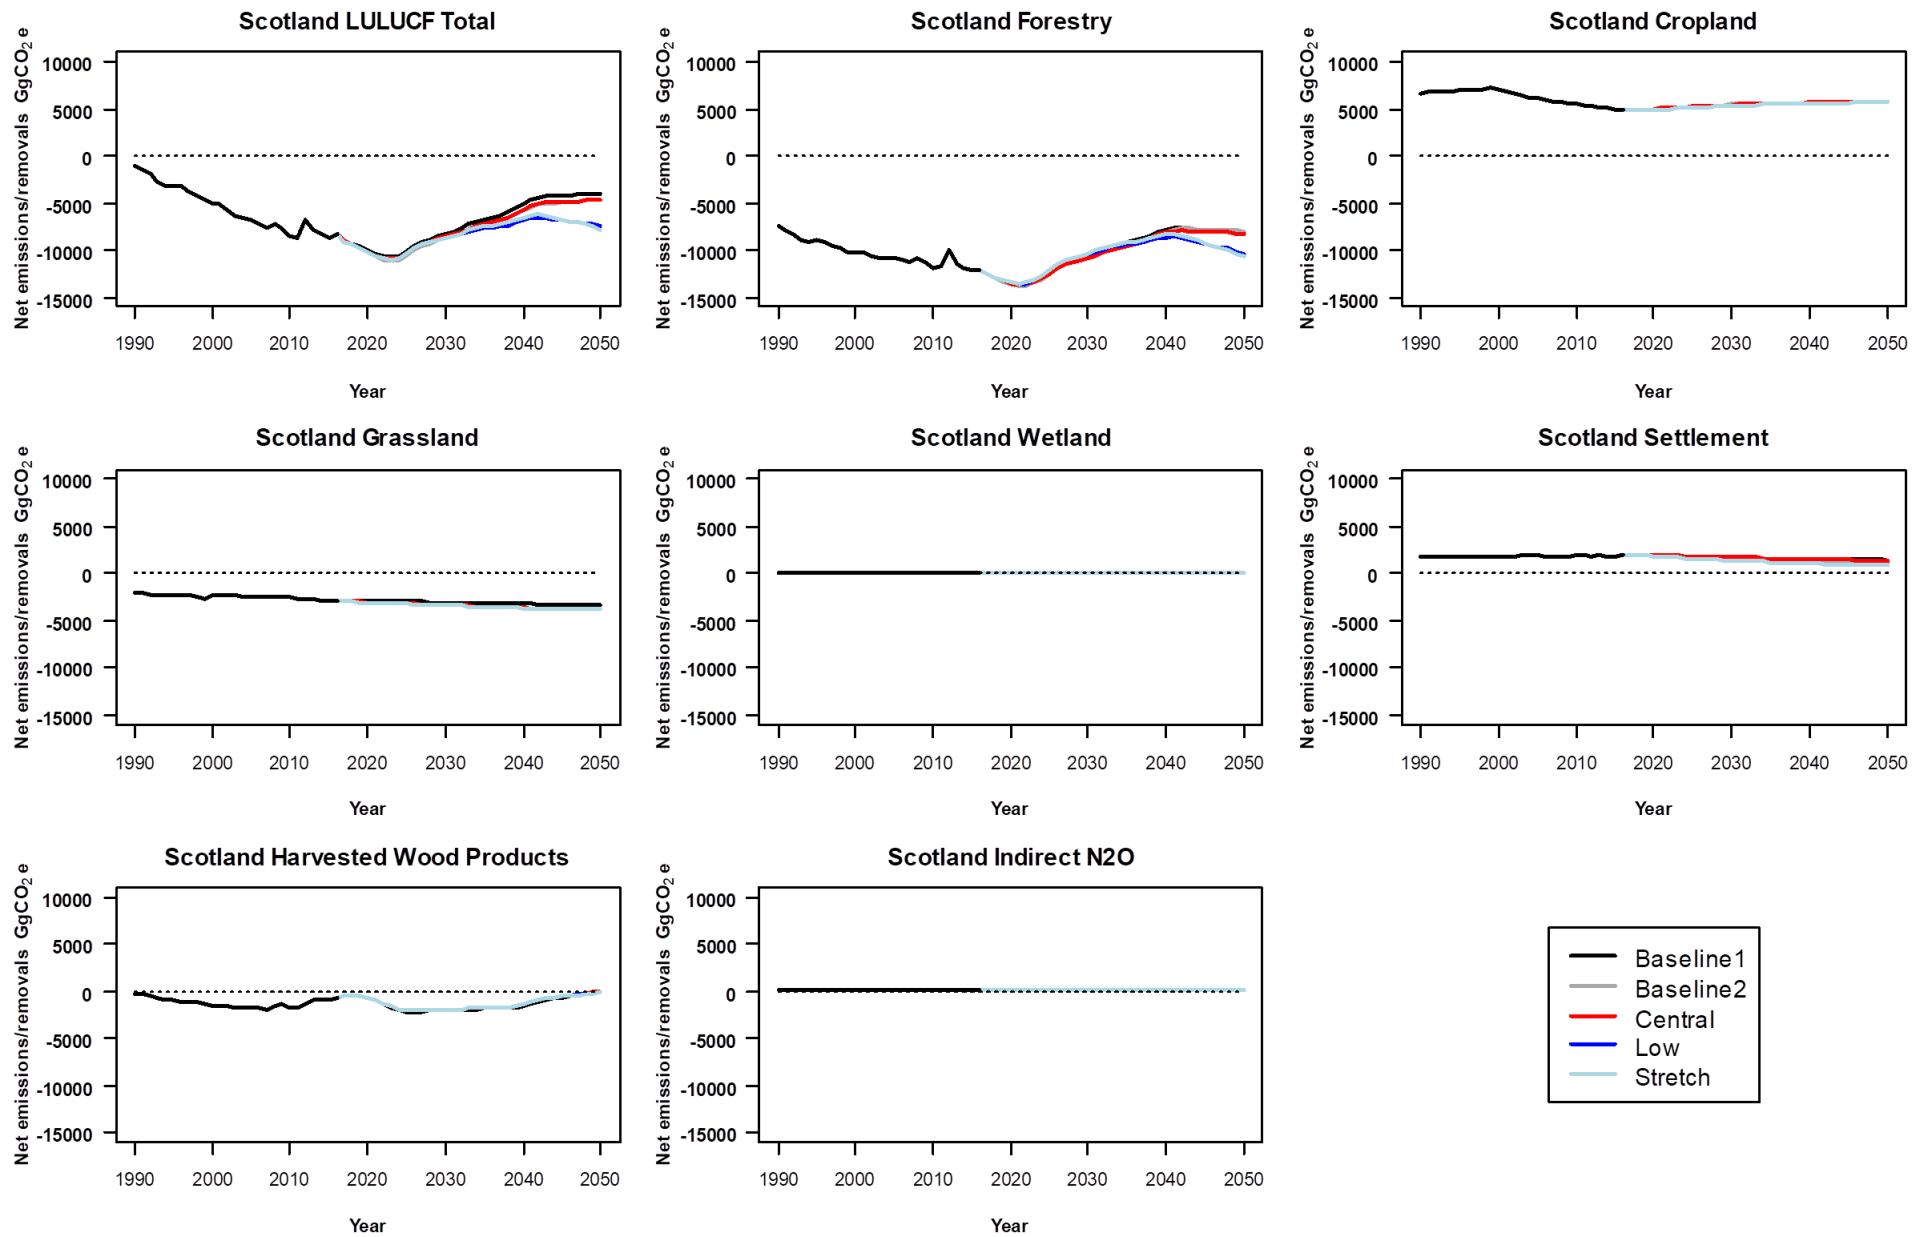 Scotland LULUCF Total
Net emissions/removals GgCO2 e
10000
5000
0
-5000
-10000
-15000
1990 2000 2010 2020 2030 2040 2050
Year
Scotland Forestry
Net emissions/removals GgCO2 e
10000
5000
0
-5000
-10000
-15000
1990 2000 2010 2020 2030 2040 2050
Year
Scotland Cropland
Net emissions/removals GgCO2 e
10000
5000
0
-5000
-10000
-15000
1990 2000 2010 2020 2030 2040 2050
Year
Scotland Grassland
Net emissions/removals GgCO2 e
10000
5000
0
-5000
-10000
-15000
1990 2000 2010 2020 2030 2040 2050
Year
Scotland Wetland
Net emissions/removals GgCO2 e
10000
5000
0
-5000
-10000
-15000
1990 2000 2010 2020 2030 2040 2050
Year
Scotland Settlement
Net emissions/removals GgCO2 e
10000
5000
0
-5000
-10000
-15000
1990 2000 2010 2020 2030 2040 2050
Year
Scotland Harvested Wood Products
Net emissions/removals GgCO2 e
10000
5000
0
-5000
-10000
-15000
1990 2000 2010 2020 2030 2040 2050
Year
Scotland Indirect N2O
Net emissions/removals GgCO2 e
10000
5000
0
-5000
-10000
-15000
1990 2000 2010 2020 2030 2040 2050
Year
Baseline1
Baseline2
Central
Low
Stretch